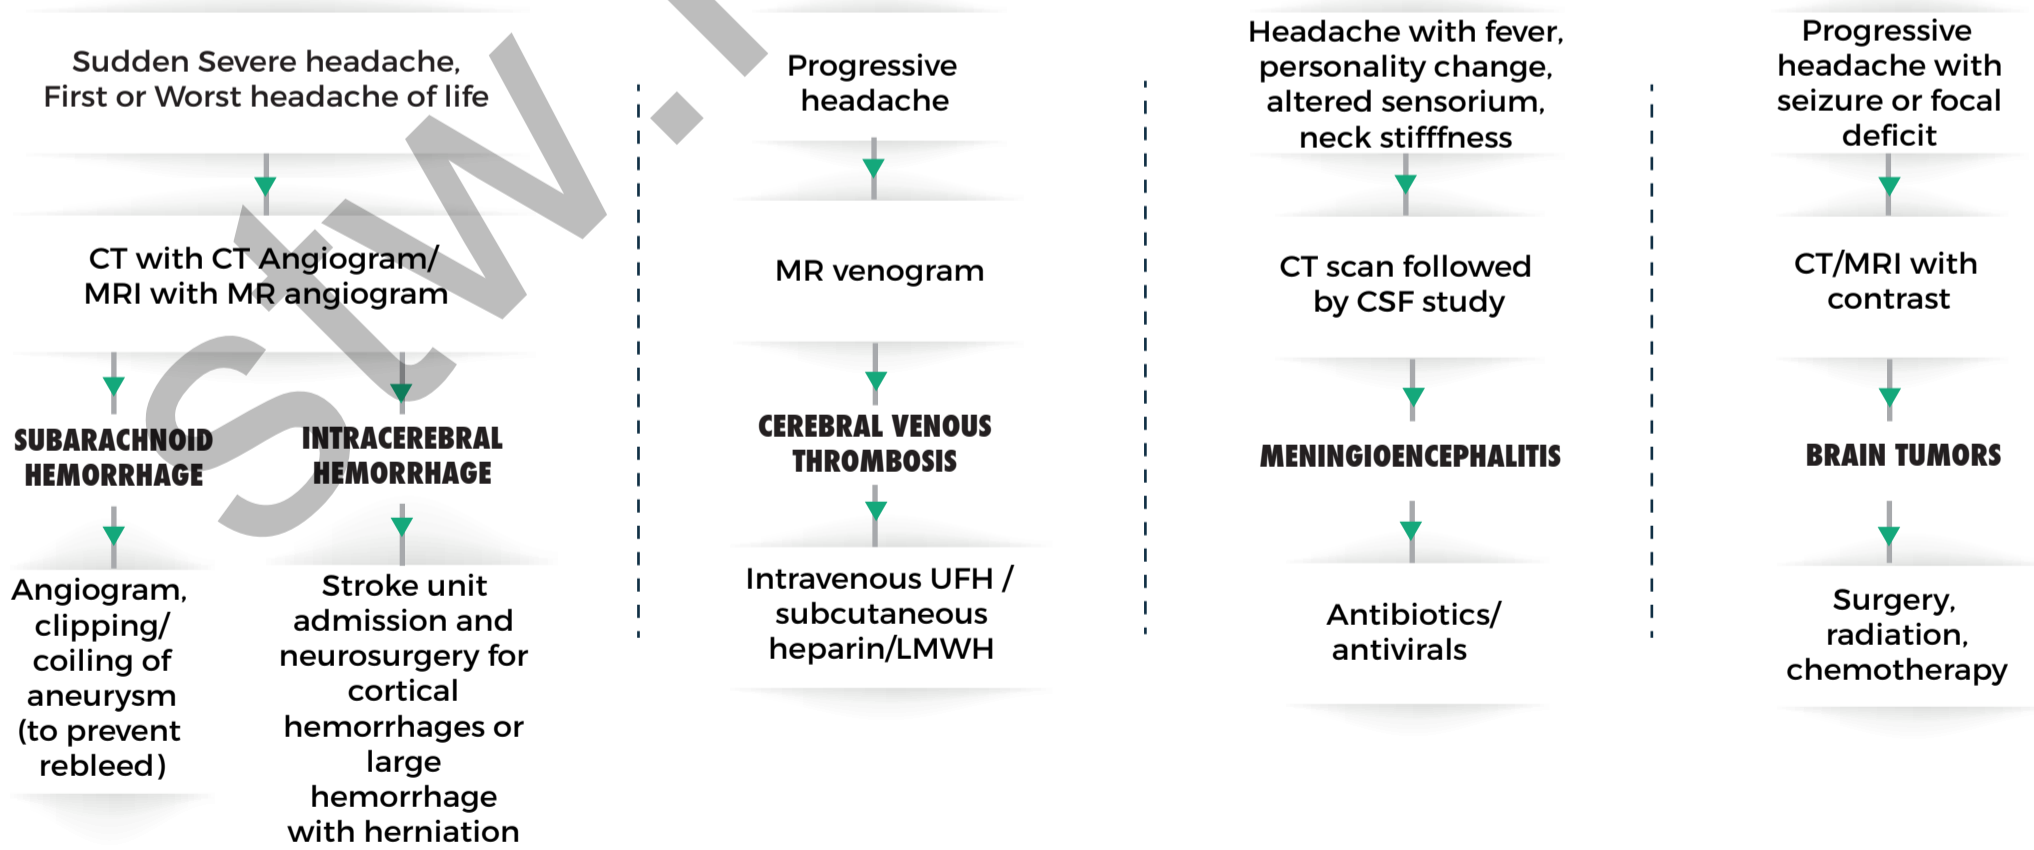 Sudden Severe headache,
First or Worst headache of life
CT with CT Angiogram/
MRI with MR angiogram
SUBARACHNOID
HEMORRHAGE
Angiogram,
clipping/
coiling of
aneurysm
(to prevent
rebleed)
INTRACEREBRAL
HEMORRHAGE
Stroke unit
admission and
neurosurgery for
cortical
hemorrhages or
large
hemorrhage
with herniation
Progressive
headache
MR venogram
CEREBRAL VENOUS
THROMBOSIS
Intravenous UFH /
subcutaneous
heparin/LMWH
Headache with fever,
personality change,
altered sensorium,
neck stifffness
CT scan followed
by CSF study
MENINGIOENCEPHALITIS
Antibiotics/
antivirals
Progressive
headache with
seizure or focal
deficit
CT/MRI with
contrast
BRAIN TUMORS
Surgery,
radiation,
chemotherapy
stw.